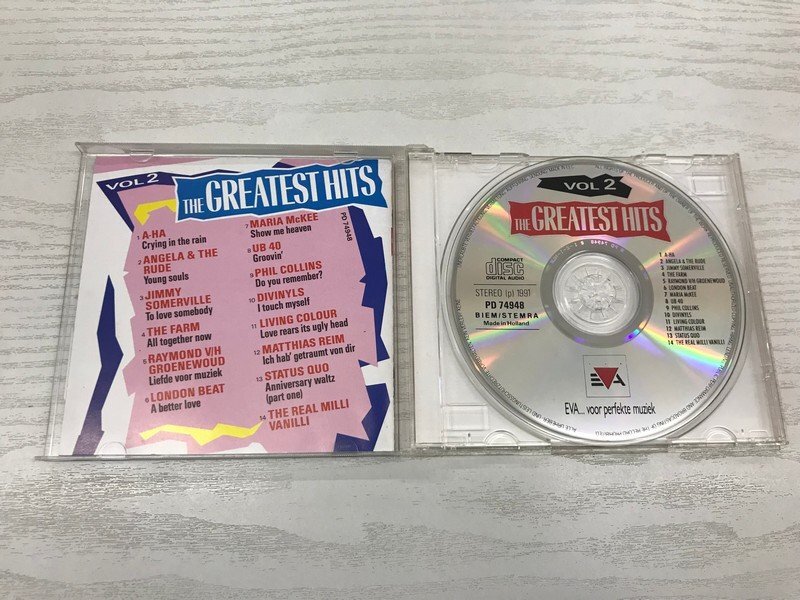 VOL 2
THE GREATEST HITS
PD 74948
1 A-HA
Crying in the rain
2 ANGELA & THE
RUDE
Young souls
3 JIMMY
SOMERVILLE
To love somebody
4 THE FARM
All together now
5 RAYMOND V/H
GROENEWOUD
Liefde voor muziek
6 LONDON BEAT
A better love
7 MARIA McKEE
Show me heaven
8 UB 40
Groovin'
9 PHIL COLLINS
Do you remember?
10 DIVINYLS
I touch myself
11 LIVING COLOUR
Love rears its ugly head
12 MATTHIAS REIM
Ich hab' getraumt von dir
13 STATUS QUO
Anniversary waltz
(part one)
14 THE REAL MILLI
VANILLI
VOL 2
THE GREATEST HITS
COMPACT
disc
DIGITAL AUDIO
STEREO (p) 1991
PD 74948
BIEM/STEMRA
Made in Holland
1 A-HA
2 ANGELA & THE RUDE
3 JIMMY SOMERVILLE
4 THE FARM
5 RAYMOND V/H GROENEWOUD
6 LONDON BEAT
7 MARIA McKEE
8 UB 40
9 PHIL COLLINS
10 DIVINYLS
11 LIVING COLOUR
12 MATTHIAS REIM
13 STATUS QUO
14 THE REAL MILLI VANILLI
EVA
EVA... voor perfekte muziek